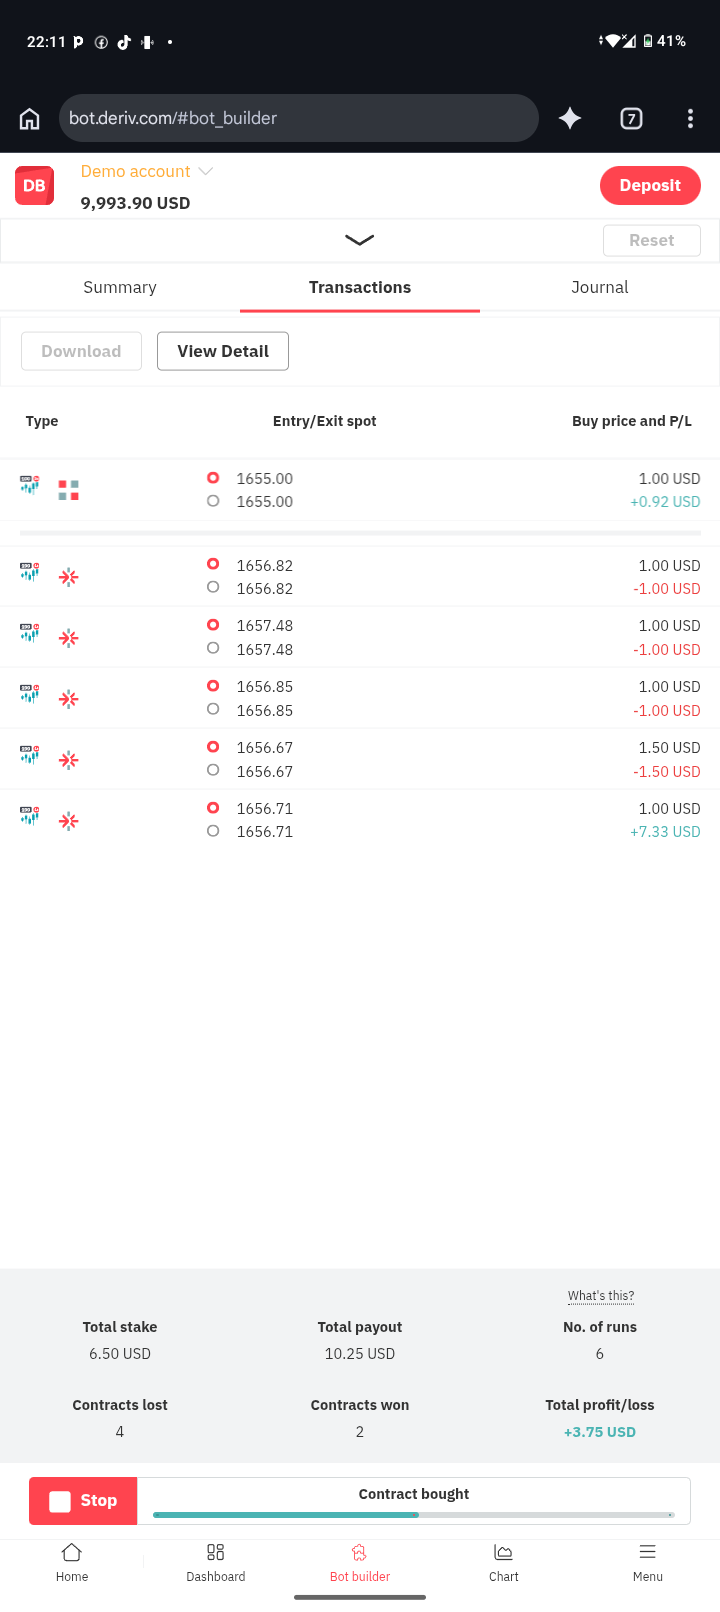 22:11
41%
bot.deriv.com/#bot_builder
7
DB
Demo account
9,993.90 USD
Deposit
Reset
Summary Transactions Journal
Download View Detail
Type Entry/Exit spot Buy price and P/L
1655.00 1.00 USD
1655.00 +0.92 USD
1656.82 1.00 USD
1656.82 -1.00 USD
1657.48 1.00 USD
1657.48 -1.00 USD
1656.85 1.00 USD
1656.85 -1.00 USD
1656.67 1.50 USD
1656.67 -1.50 USD
1656.71 1.00 USD
1656.71 +7.33 USD
What's this?
Total stake Total payout No. of runs
6.50 USD 10.25 USD 6
Contracts lost Contracts won Total profit/loss
4 2 +3.75 USD
Stop
Contract bought
Home Dashboard Bot builder Chart Menu